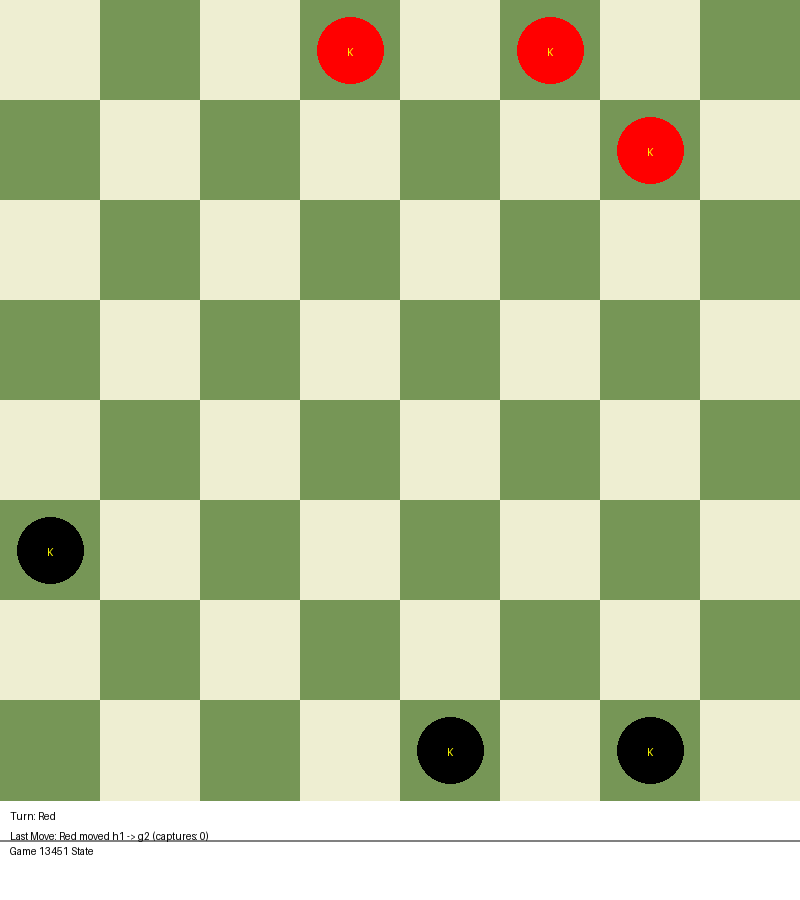 K K
K
K
K K
Turn: Red
Last Move: Red moved h1 -> g2 (captures: 0)
Game 13451 State